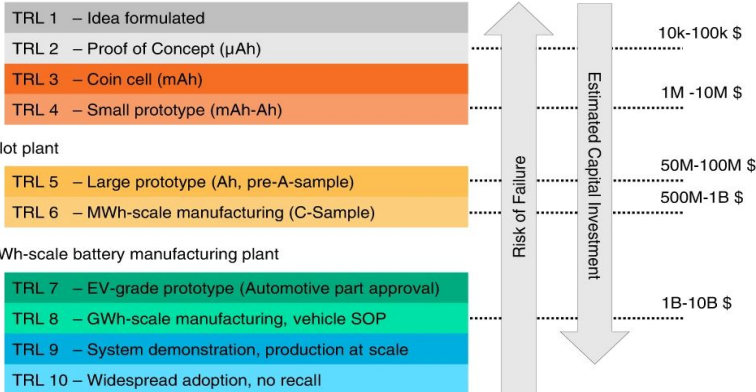 TRL 1 – Idea formulated
TRL 2 – Proof of Concept (µAh)
10k-100k $
TRL 3 – Coin cell (mAh)
TRL 4 – Small prototype (mAh-Ah)
1M -10M $
lot plant
TRL 5 – Large prototype (Ah, pre-A-sample)
50M-100M $
TRL 6 – MWh-scale manufacturing (C-Sample)
500M-1B $
Wh-scale battery manufacturing plant
TRL 7 – EV-grade prototype (Automotive part approval)
TRL 8 – GWh-scale manufacturing, vehicle SOP
1B-10B $
TRL 9 – System demonstration, production at scale
TRL 10 – Widespread adoption, no recall
Risk of Failure
Estimated Capital Investment